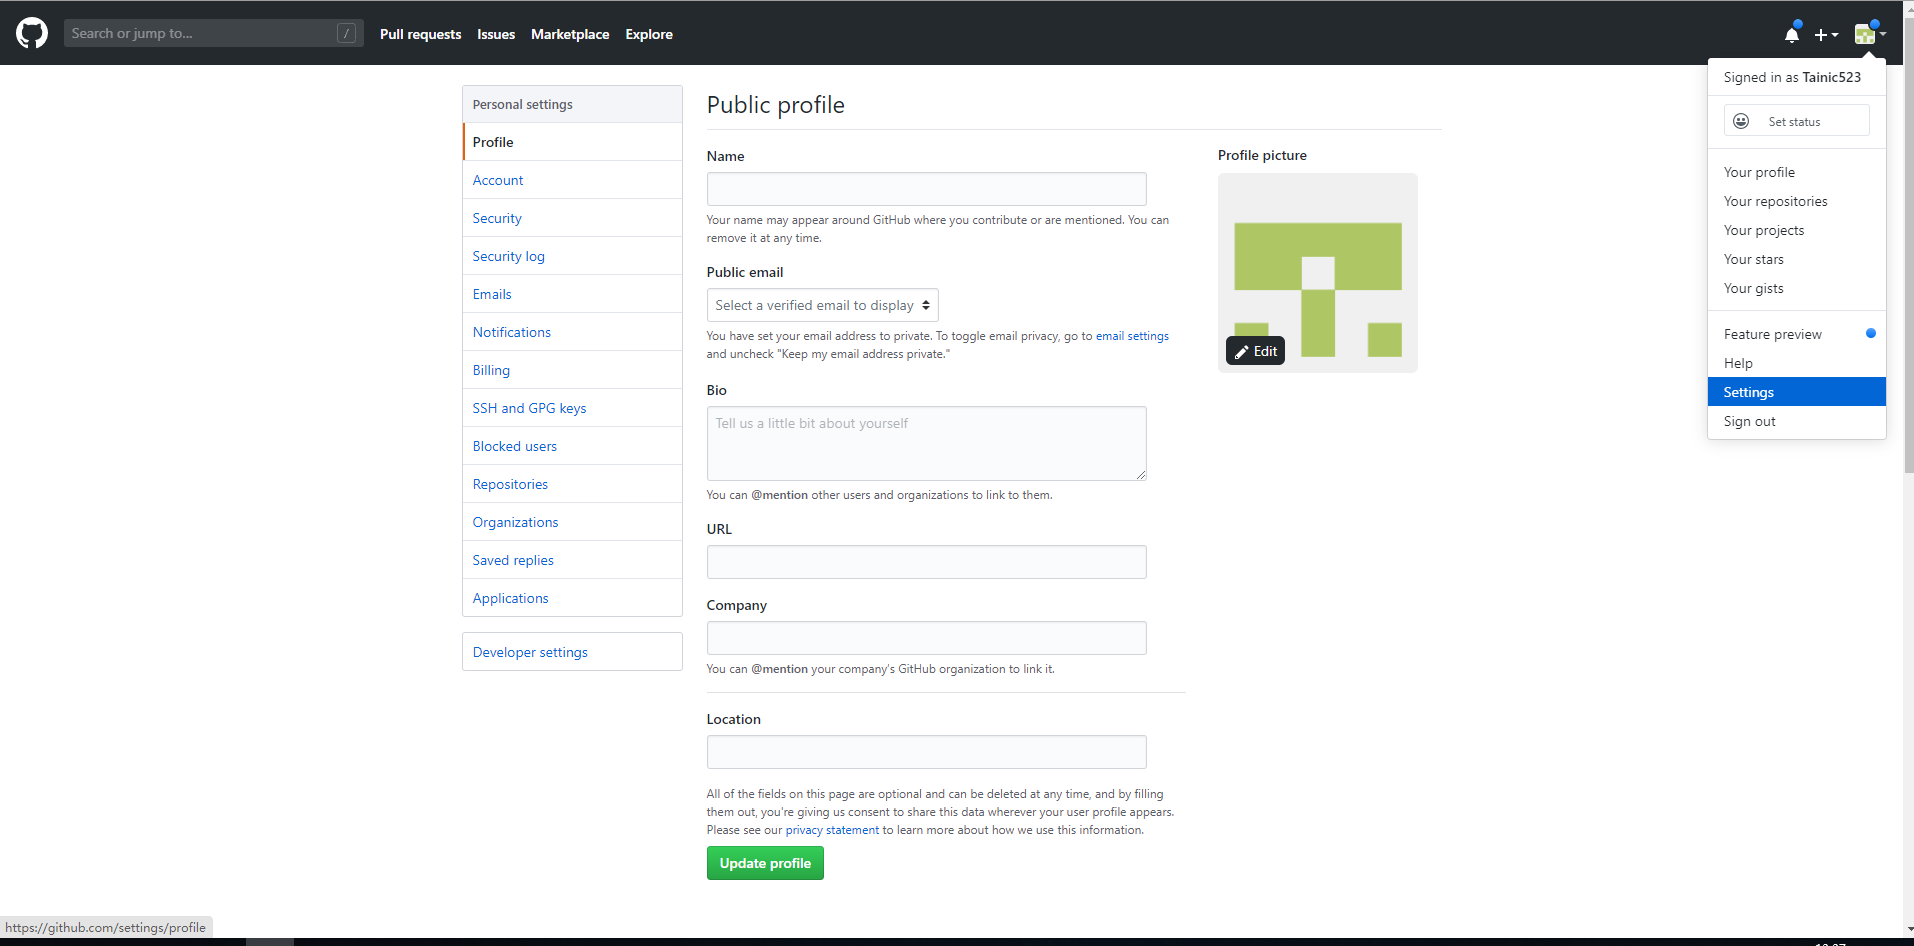 Search or jump to...
/
Pull requests
Issues
Marketplace
Explore
Signed in as Tainic523
Set status
Your profile
Your repositories
Your projects
Your stars
Your gists
Feature preview
Help
Settings
Sign out
Personal settings
Profile
Account
Security
Security log
Emails
Notifications
Billing
SSH and GPG keys
Blocked users
Repositories
Organizations
Saved replies
Applications
Developer settings
Public profile
Name
Your name may appear around GitHub where you contribute or are mentioned. You can
remove it at any time.
Public email
Select a verified email to display
You have set your email address to private. To toggle email privacy, go to email settings
and uncheck "Keep my email address private."
Bio
Tell us a little bit about yourself
You can @mention other users and organizations to link to them.
URL
Company
You can @mention your company's GitHub organization to link it.
Location
All of the fields on this page are optional and can be deleted at any time, and by filling
them out, you're giving us consent to share this data wherever your user profile appears.
Please see our privacy statement to learn more about how we use this information.
Update profile
Profile picture
Edit
https://github.com/settings/profile